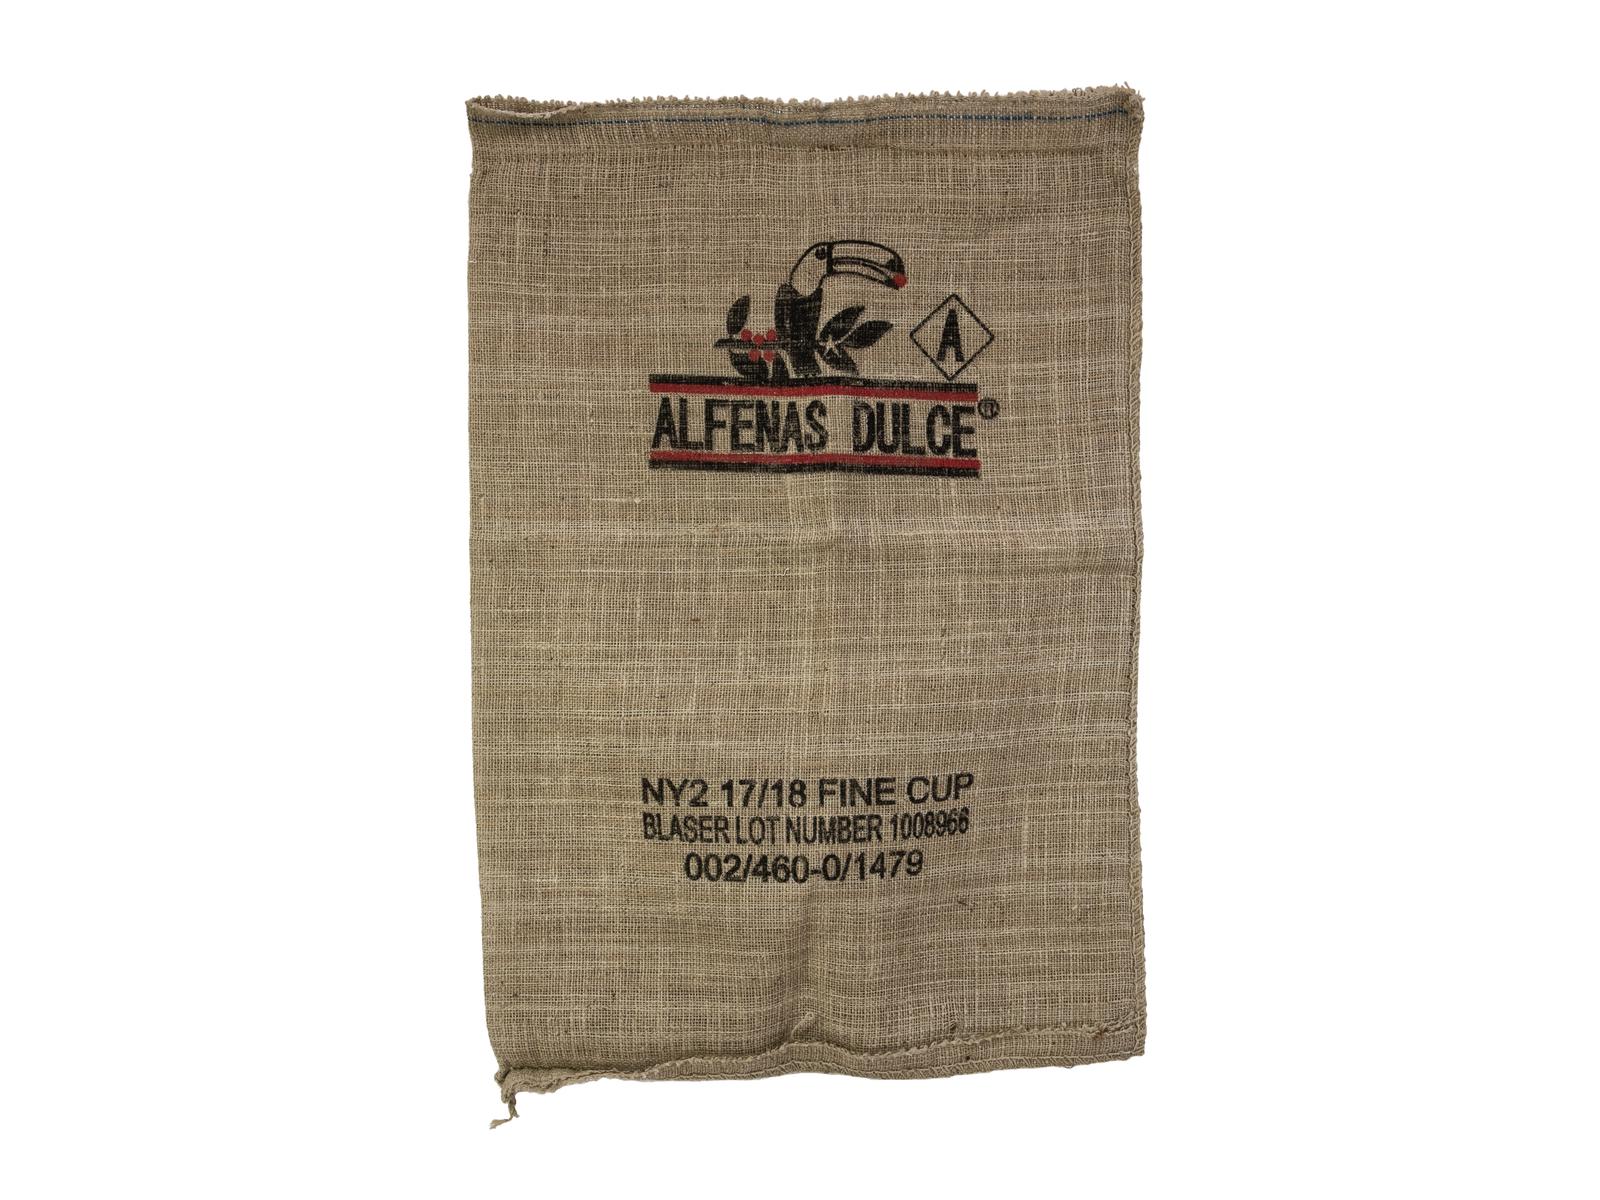 A
ALFENAS DULCE®
NY2 17/18 FINE CUP
BLASER LOT NUMBER 1008966
002/460-0/1479